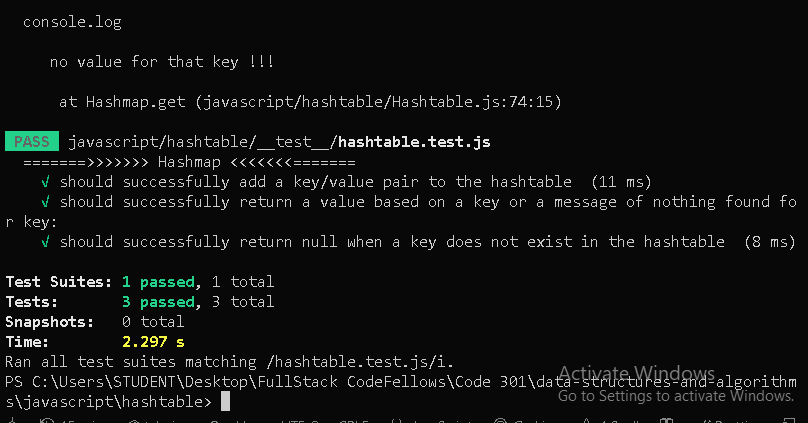 console.log
no value for that key !!!
at Hashmap.get (javascript/hashtable/Hashtable.js:74:15)
PASS javascript/hashtable/__test__/hashtable.test.js
=======>>>>>>> Hashmap <<<<<<<=======
√ should successfully add a key/value pair to the hashtable (11 ms)
√ should successfully return a value based on a key or a message of nothing found fo
r key:
√ should successfully return null when a key does not exist in the hashtable (8 ms)
Test Suites: 1 passed, 1 total
Tests: 3 passed, 3 total
Snapshots: 0 total
Time: 2.297 s
Ran all test suites matching /hashtable.test.js/i.
PS C:\Users\STUDENT\Desktop\FullStack CodeFellows\Code 301\data-structures-and-algorithm
s\javascript\hashtable>
Activate Windows
Go to Settings to activate Windows.